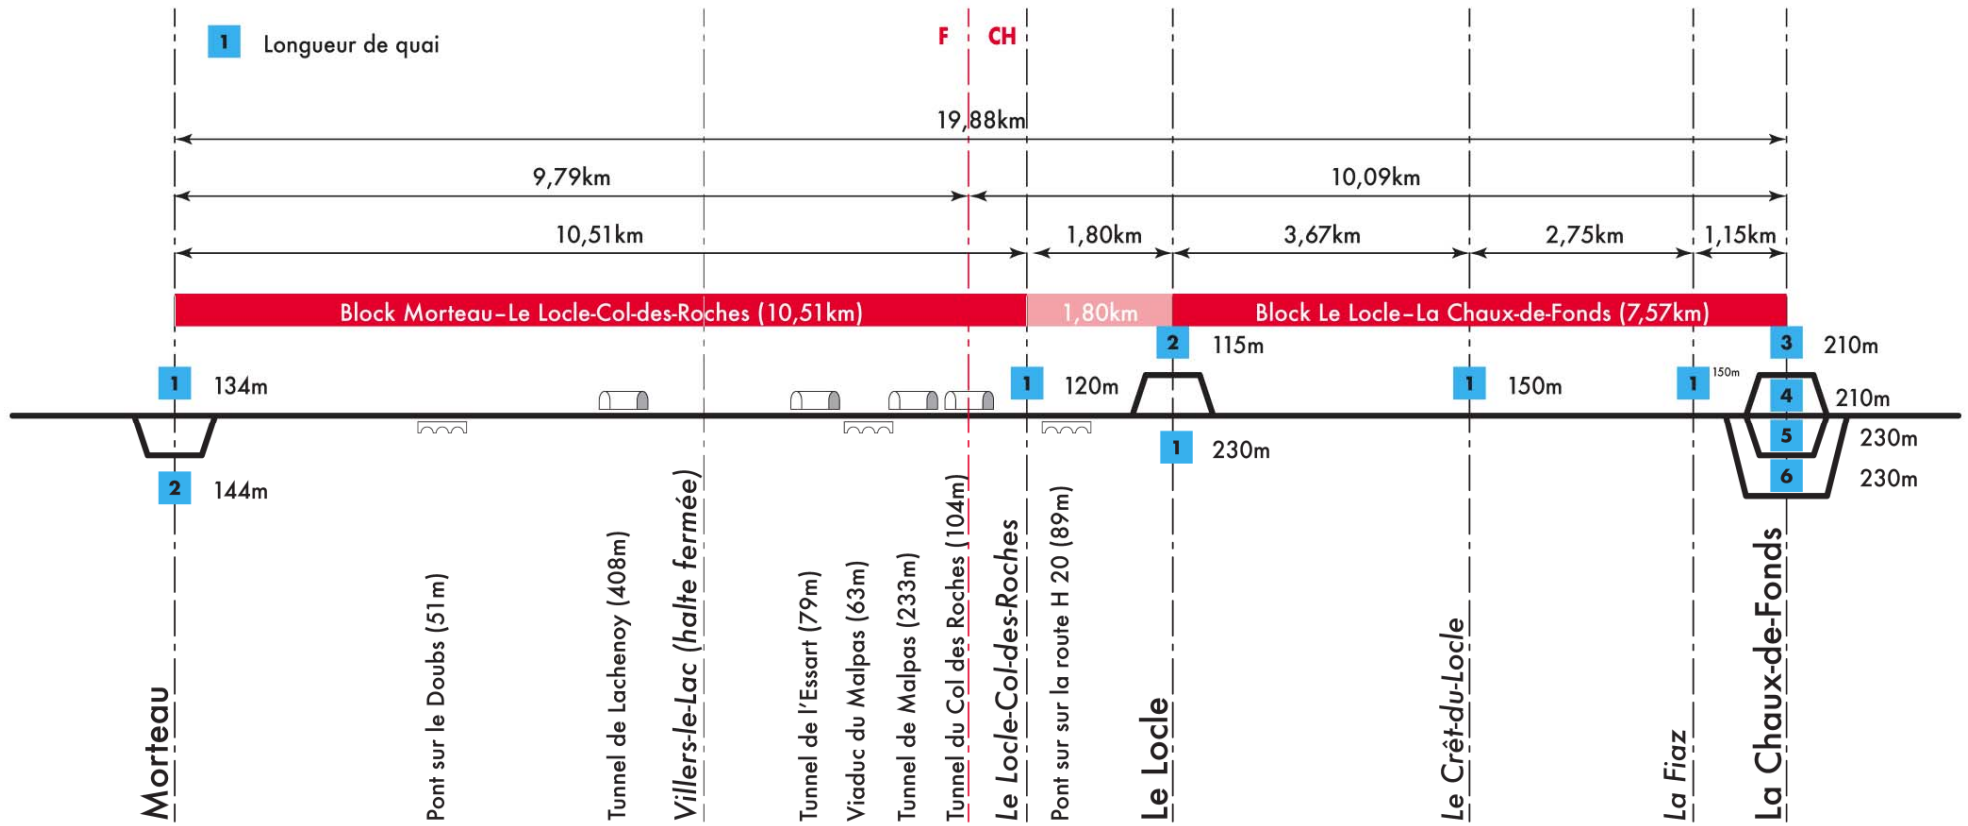 1 Longueur de quai
F CH
19,88km
9,79km 10,09km
10,51km 1,80km 3,67km 2,75km 1,15km
Block Morteau–Le Locle-Col-des-Roches (10,51km) 1,80km Block Le Locle–La Chaux-de-Fonds (7,57km)
2 115m 3 210m
1 134m 1 120m 1 150m 1 150m 4 210m
5 230m
1 230m
2 144m 6 230m
Morteau
Pont sur le Doubs (51m)
Tunnel de Lachenoy (408m)
Villers-le-Lac (halte fermée)
Tunnel de l'Essart (79m)
Viaduc du Malpas (63m)
Tunnel de Malpas (233m)
Tunnel du Col des Roches (104m)
Le Locle-Col-des-Roches
Pont sur sur la route H 20 (89m)
Le Locle
Le Crêt-du-Locle
La Fiaz
La Chaux-de-Fonds